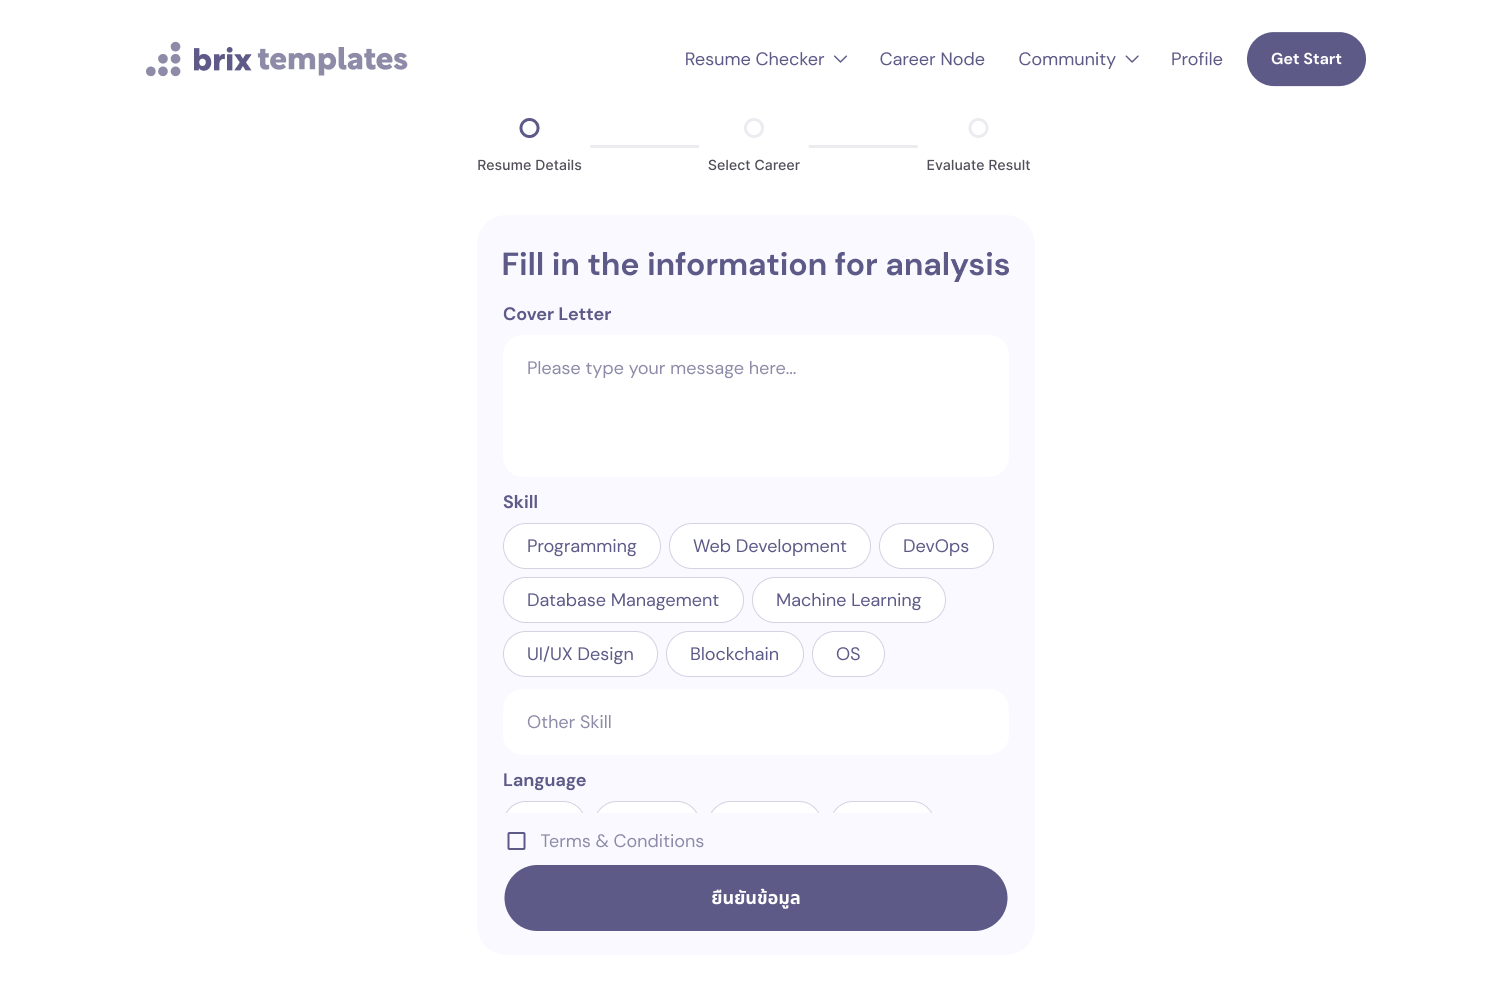 brix templates
Resume Checker Career Node Community Profile Get Start
Resume Details Select Career Evaluate Result
Fill in the information for analysis
Cover Letter
Please type your message here...
Skill
Programming Web Development DevOps
Database Management Machine Learning
UI/UX Design Blockchain OS
Other Skill
Language
Terms & Conditions
ยืนยันข้อมูล